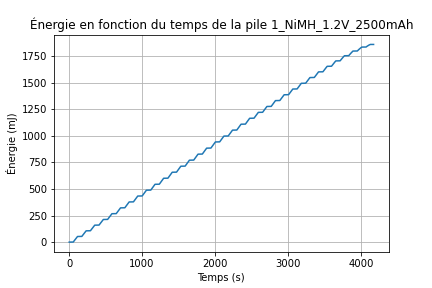 Énergie en fonction du temps de la pile 1_NiMH_1.2V_2500mAh
Énergie (mJ)
1750
1500
1250
1000
750
500
250
0
0 1000 2000 3000 4000
Temps (s)